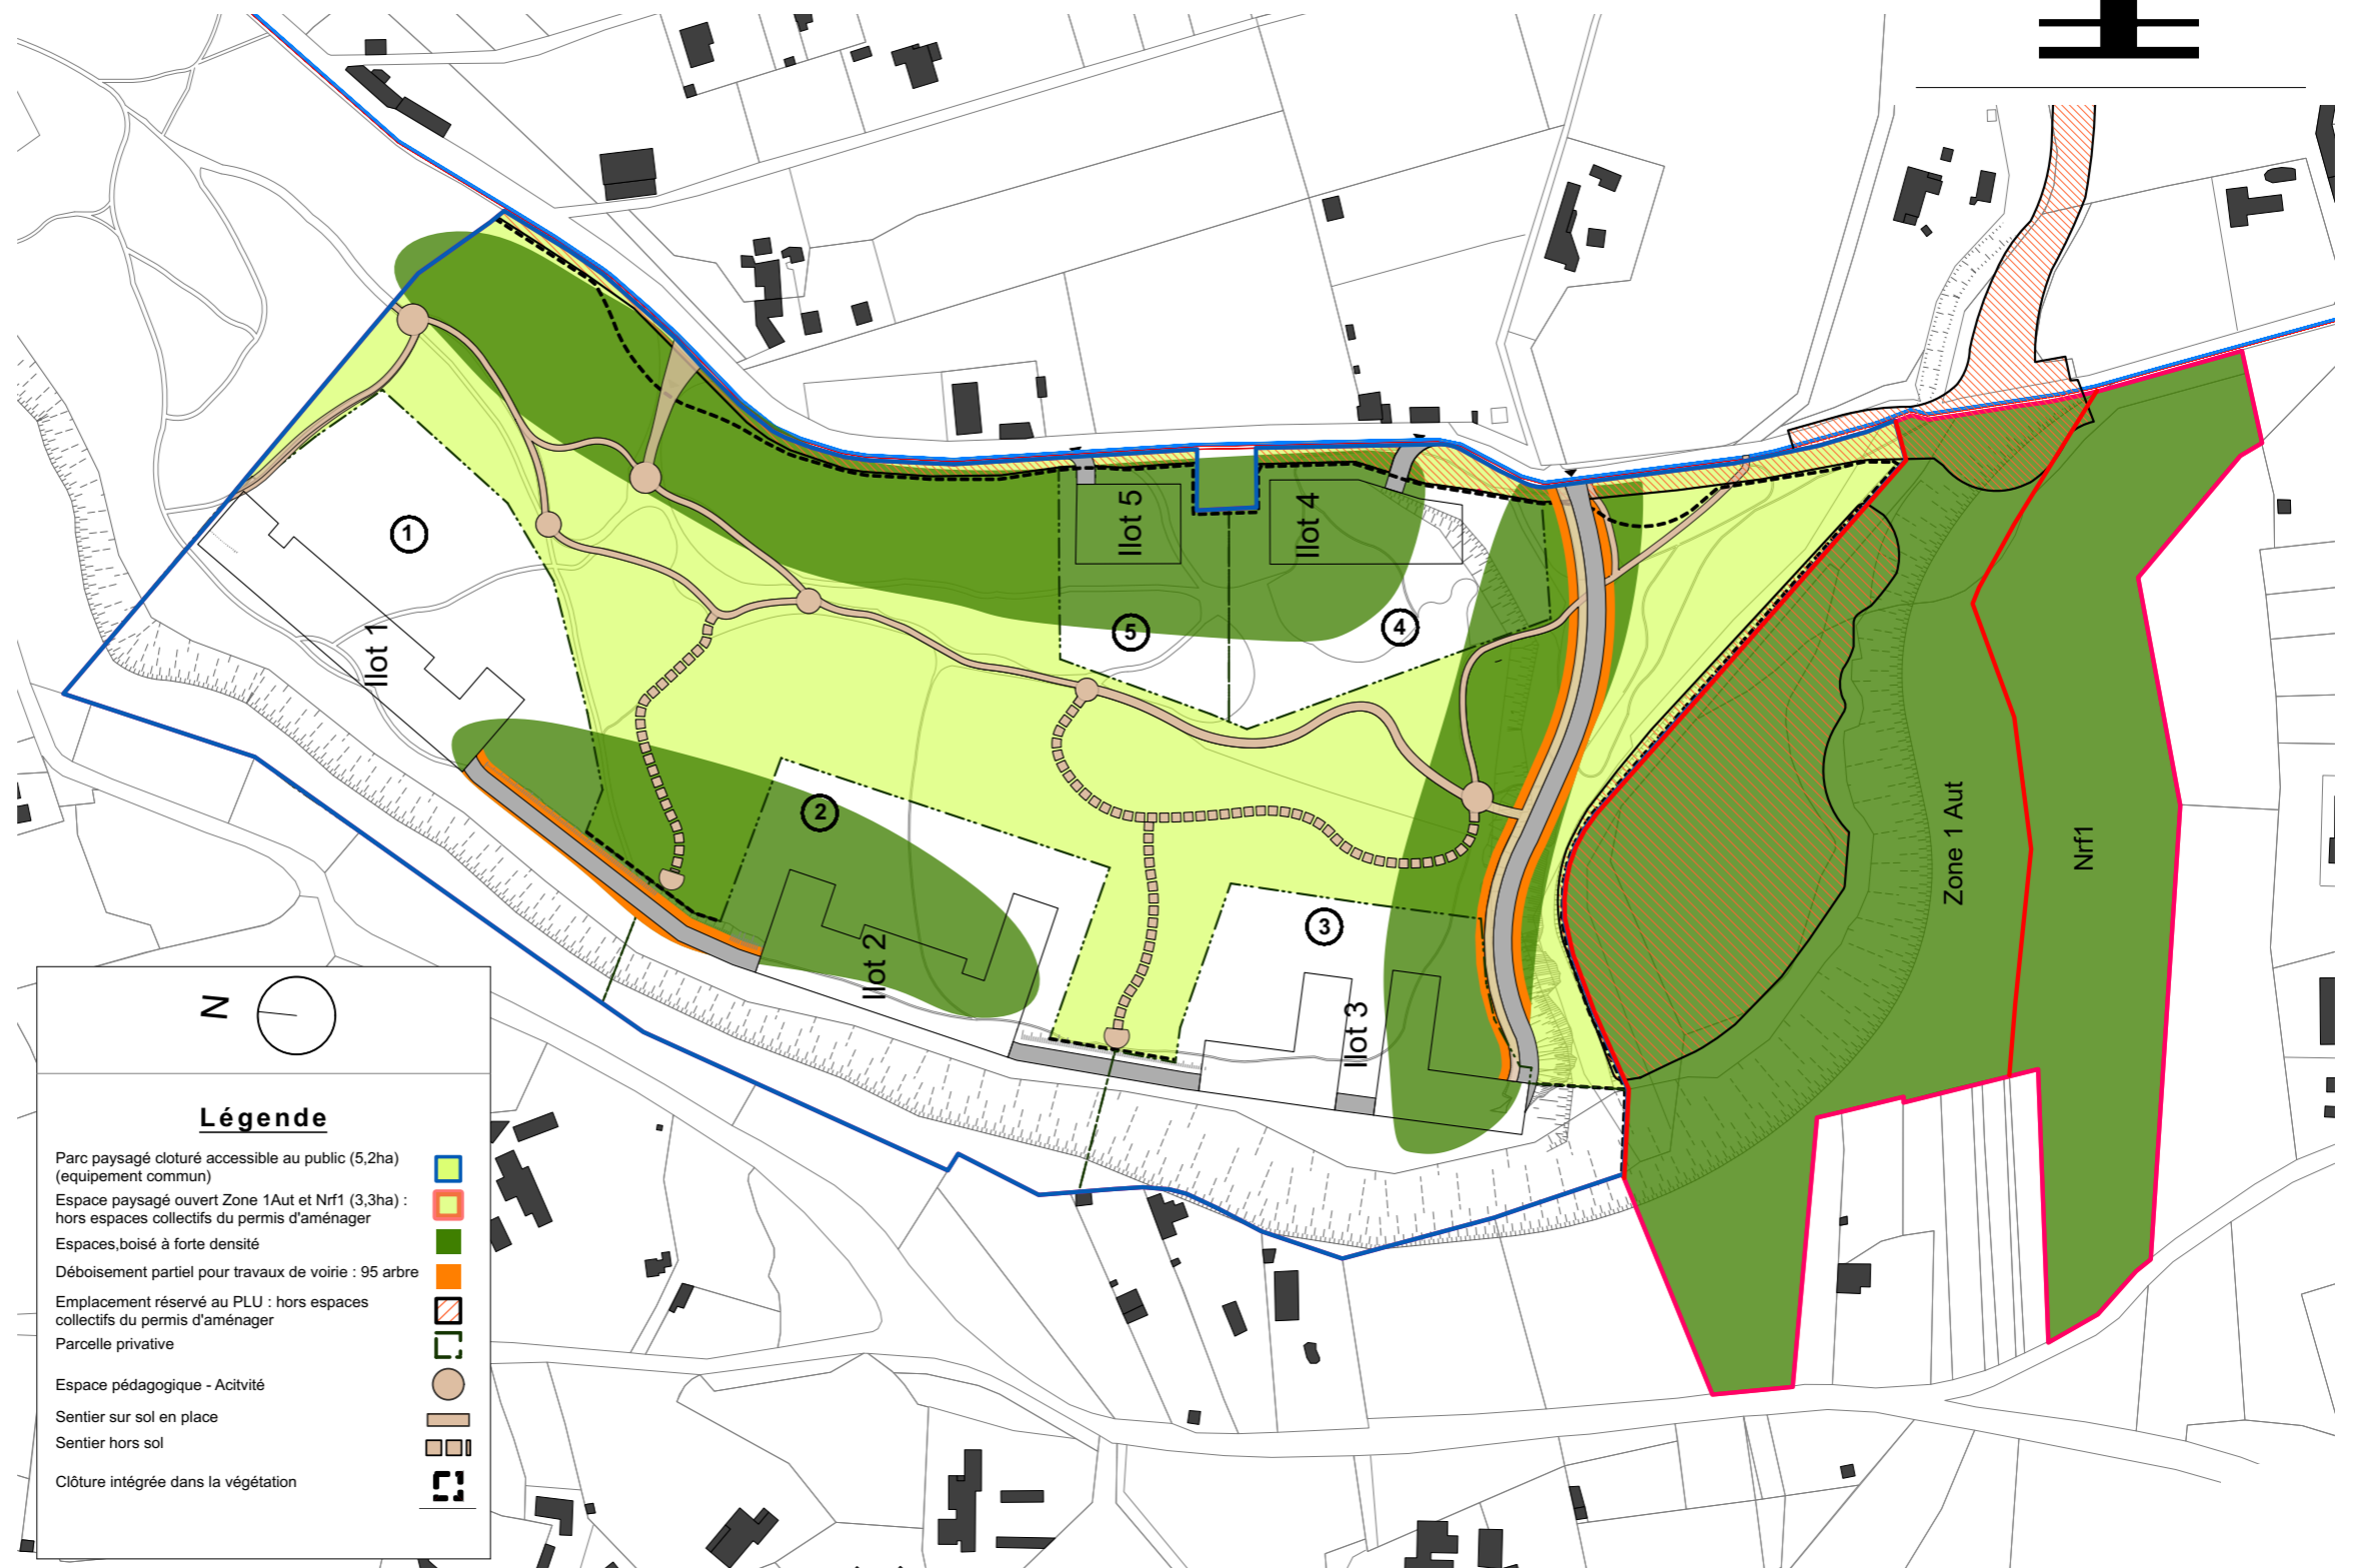 1
Ilot 1
2
Ilot 2
3
Ilot 3
4
Ilot 4
5
Ilot 5
Zone 1 Aut
Nrf1
N
Légende
Parc paysagé cloturé accessible au public (5,2ha)
(equipement commun)
Espace paysagé ouvert Zone 1Aut et Nrf1 (3,3ha) :
hors espaces collectifs du permis d'aménager
Espaces,boisé à forte densité
Déboisement partiel pour travaux de voirie : 95 arbre
Emplacement réservé au PLU : hors espaces
collectifs du permis d'aménager
Parcelle privative
Espace pédagogique - Acitvité
Sentier sur sol en place
Sentier hors sol
Clôture intégrée dans la végétation